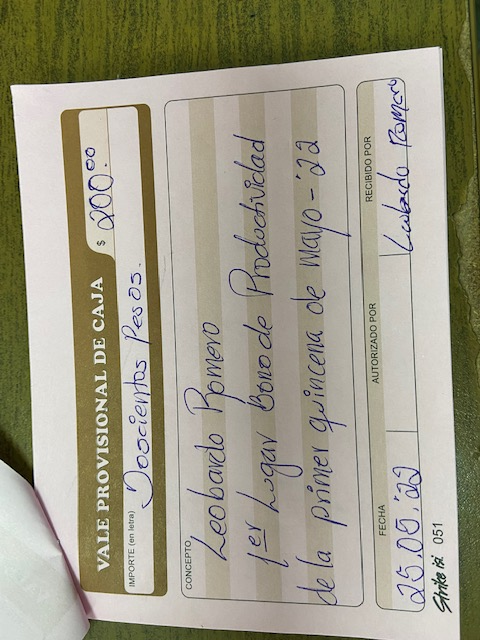 VALE PROVISIONAL DE CAJA
$ 200.00
IMPORTE (en letra) Doscientos Pesos.
CONCEPTO
Leobardo Romero
1er Lugar Bono de Productividad
de la primer quincena de mayo-'22
FECHA AUTORIZADO POR RECIBIDO POR
25.05.'22 Leobardo Romero
051